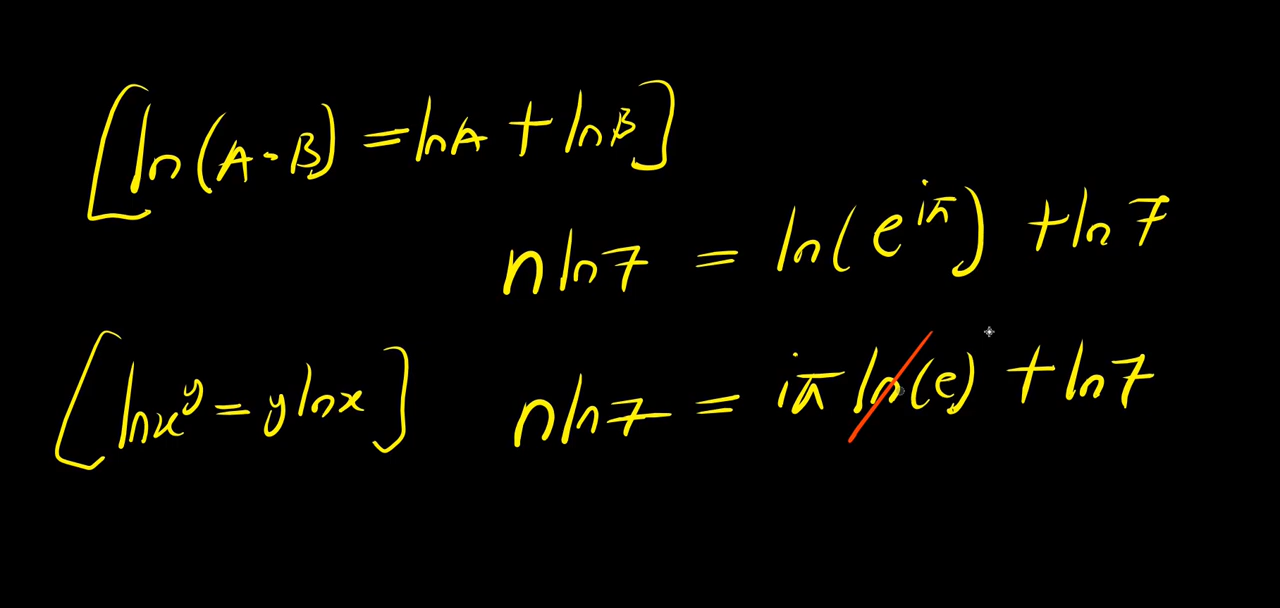 [ln(A·B) = lnA + lnB]
nln7 = ln(e^{iπ}) + ln7
[lnx^y = ylnx]
nln7 = iπ ln(e) + ln7